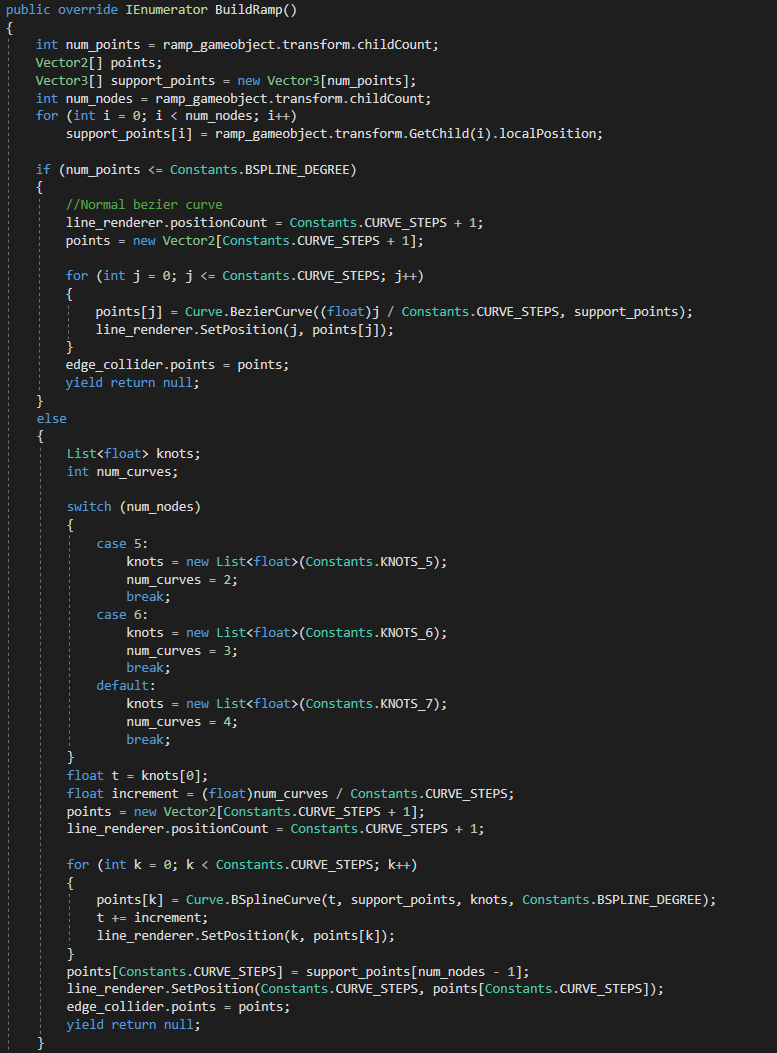 public override IEnumerator BuildRamp()
{
    int num_points = ramp_gameobject.transform.childCount;
    Vector2[] points;
    Vector3[] support_points = new Vector3[num_points];
    int num_nodes = ramp_gameobject.transform.childCount;
    for (int i = 0; i < num_nodes; i++)
        support_points[i] = ramp_gameobject.transform.GetChild(i).localPosition;

    if (num_points <= Constants.BSPLINE_DEGREE)
    {
        //Normal bezier curve
        line_renderer.positionCount = Constants.CURVE_STEPS + 1;
        points = new Vector2[Constants.CURVE_STEPS + 1];

        for (int j = 0; j <= Constants.CURVE_STEPS; j++)
        {
            points[j] = Curve.BezierCurve((float)j / Constants.CURVE_STEPS, support_points);
            line_renderer.SetPosition(j, points[j]);
        }
        edge_collider.points = points;
        yield return null;
    }
    else
    {
        List<float> knots;
        int num_curves;

        switch (num_nodes)
        {
            case 5:
                knots = new List<float>(Constants.KNOTS_5);
                num_curves = 2;
                break;
            case 6:
                knots = new List<float>(Constants.KNOTS_6);
                num_curves = 3;
                break;
            default:
                knots = new List<float>(Constants.KNOTS_7);
                num_curves = 4;
                break;
        }
        float t = knots[0];
        float increment = (float)num_curves / Constants.CURVE_STEPS;
        points = new Vector2[Constants.CURVE_STEPS + 1];
        line_renderer.positionCount = Constants.CURVE_STEPS + 1;

        for (int k = 0; k < Constants.CURVE_STEPS; k++)
        {
            points[k] = Curve.BSplineCurve(t, support_points, knots, Constants.BSPLINE_DEGREE);
            t += increment;
            line_renderer.SetPosition(k, points[k]);
        }
        points[Constants.CURVE_STEPS] = support_points[num_nodes - 1];
        line_renderer.SetPosition(Constants.CURVE_STEPS, points[Constants.CURVE_STEPS]);
        edge_collider.points = points;
        yield return null;
    }